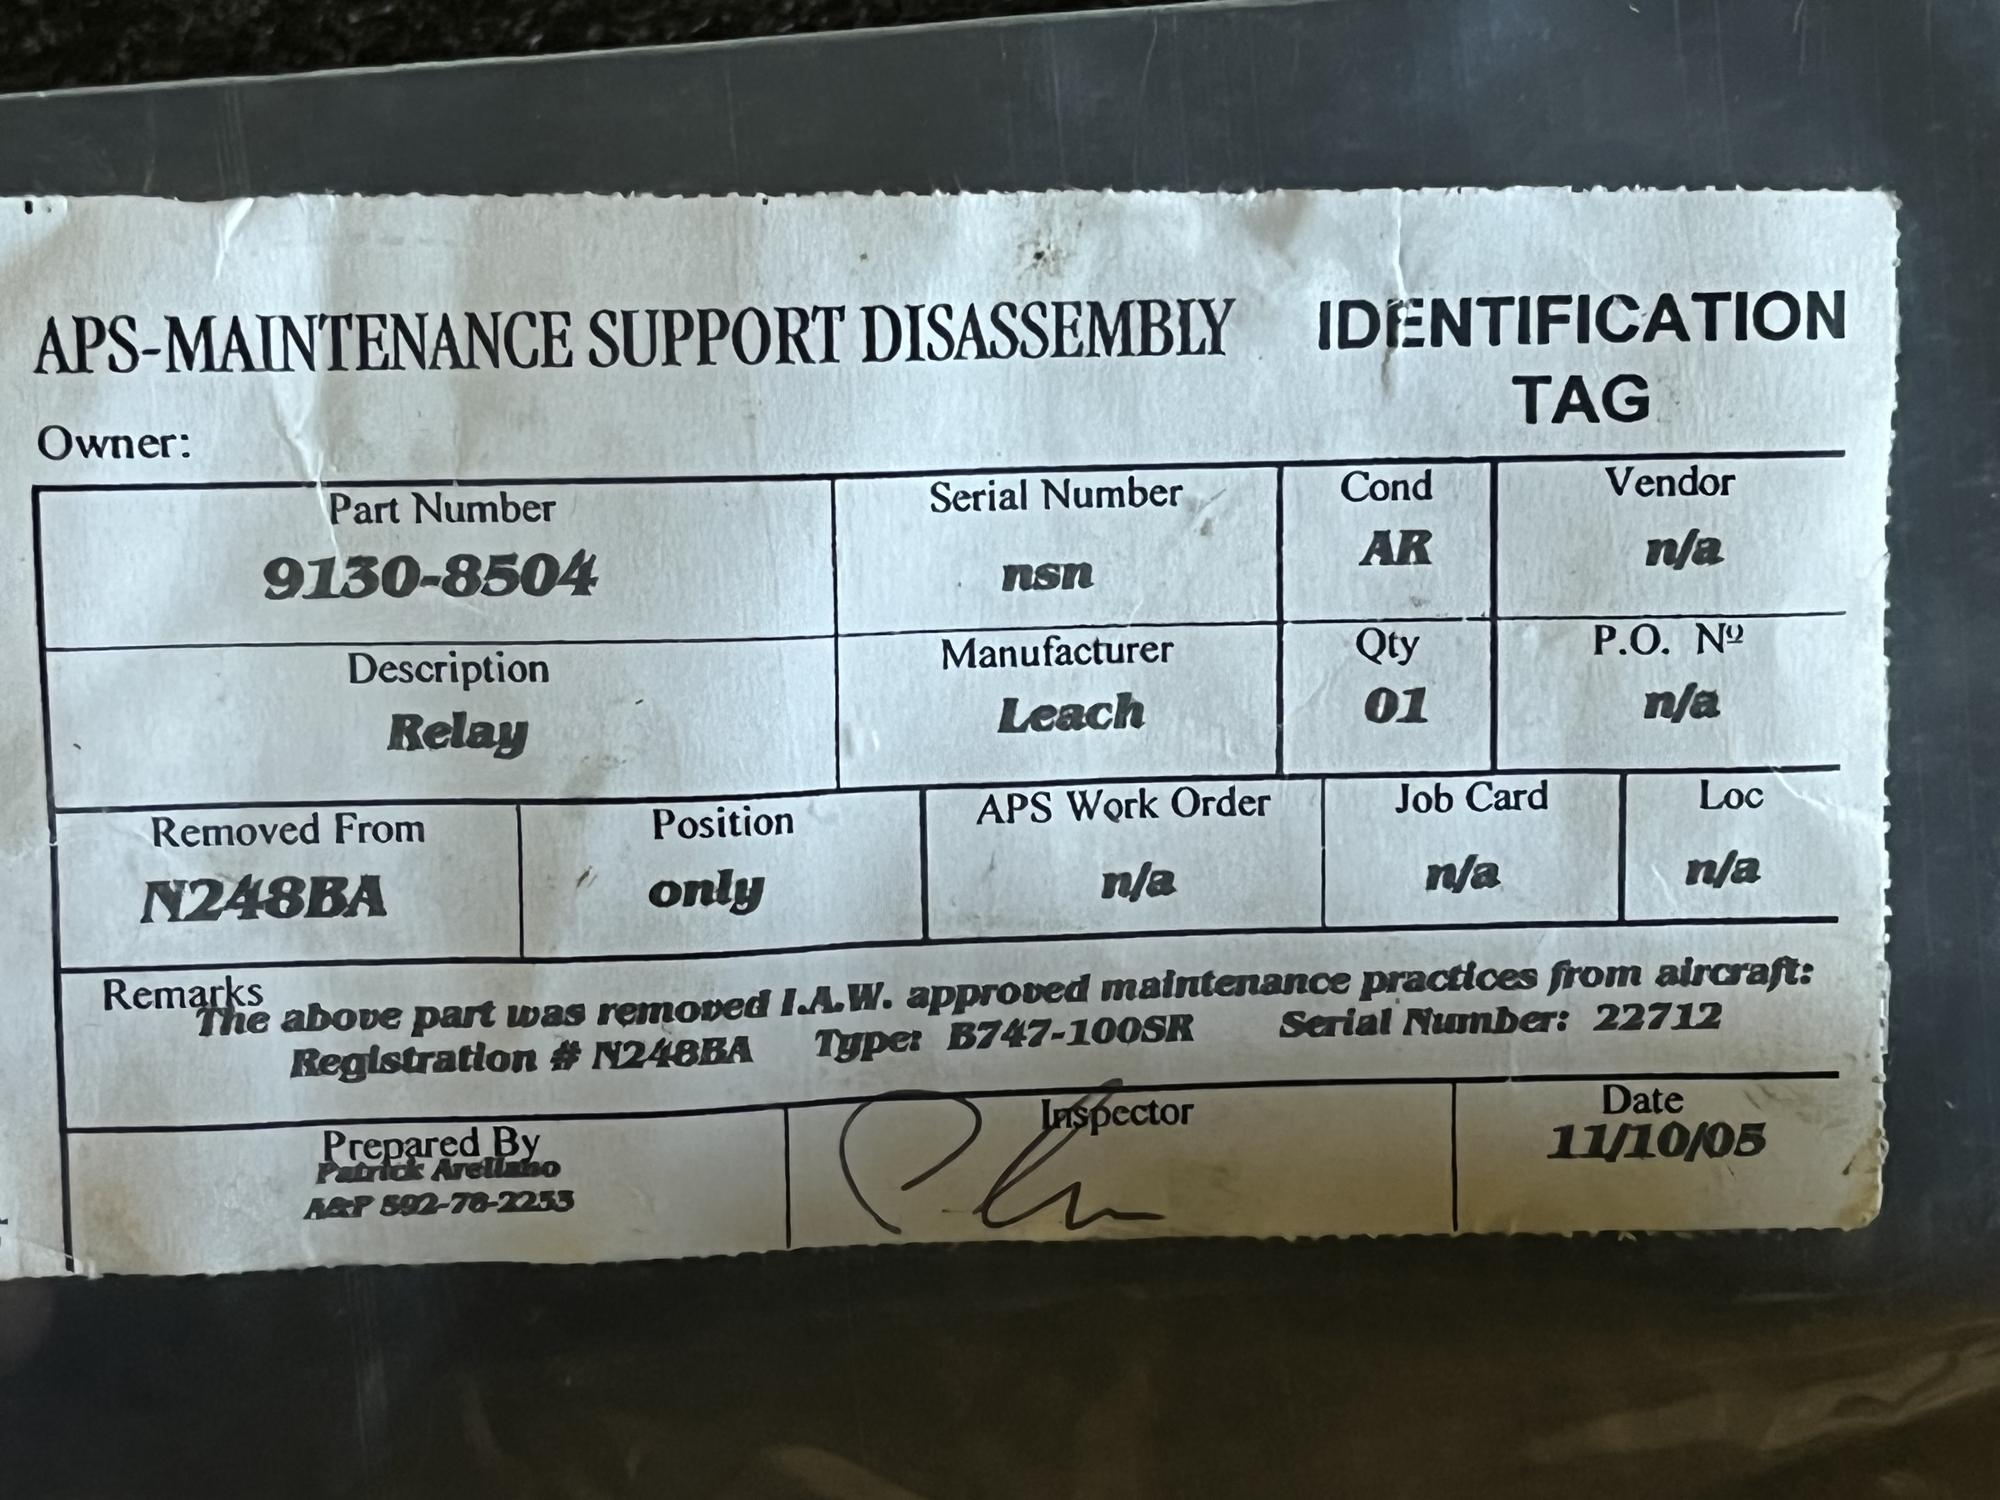 APS-MAINTENANCE SUPPORT DISASSEMBLY
IDENTIFICATION
TAG
Owner:
Part Number
9130-8504
Serial Number
nsn
Cond
AR
Vendor
n/a
Description
Relay
Manufacturer
Leach
Qty
01
P.O. Nº
n/a
Removed From
N248BA
Position
only
APS Work Order
n/a
Job Card
n/a
Loc
n/a
Remarks
The above part was removed I.A.W. approved maintenance practices from aircraft:
Registration # N248BA Type: B747-100SR Serial Number: 22712
Prepared By
Patrick Arellano
A&P 592-78-2253
Inspector
Date
11/10/05